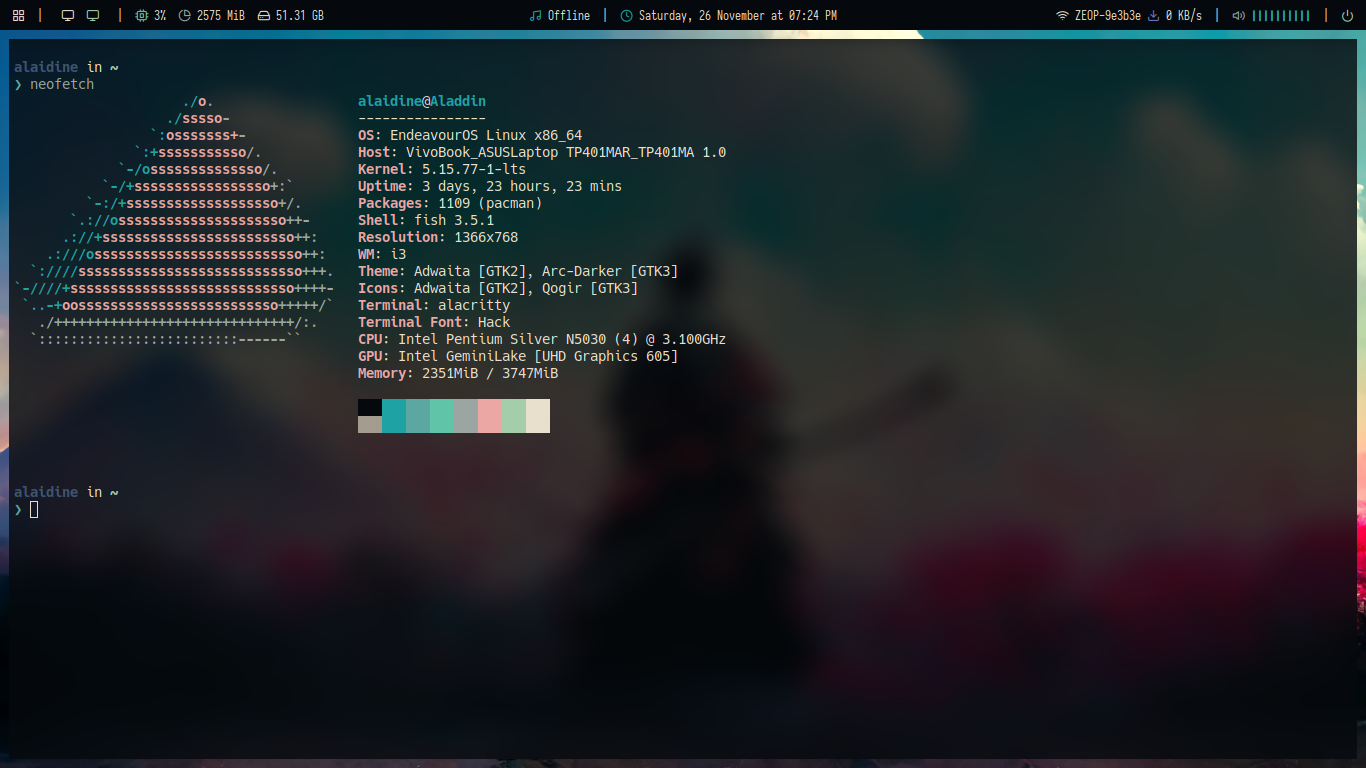 3% 2575 MiB 51.31 GB Offline Saturday, 26 November at 07:24 PM ZEOP-9e3b3e 0 KB/s
alaidine in ~
❯ neofetch
./o. alaidine@Aladdin
./sssso- ----------------
`:osssssss+- OS: EndeavourOS Linux x86_64
`:+sssssssssso/. Host: VivoBook_ASUSLaptop TP401MAR_TP401MA 1.0
`-/ossssssssssssso/. Kernel: 5.15.77-1-lts
`-/+sssssssssssssssso+:` Uptime: 3 days, 23 hours, 23 mins
`-:/+sssssssssssssssssso+/. Packages: 1109 (pacman)
`.://osssssssssssssssssssso++- Shell: fish 3.5.1
.://+ssssssssssssssssssssssso++: Resolution: 1366x768
.:///ossssssssssssssssssssssssso++: WM: i3
`:////ssssssssssssssssssssssssssso+++. Theme: Adwaita [GTK2], Arc-Darker [GTK3]
`-////+ssssssssssssssssssssssssssso++++- Icons: Adwaita [GTK2], Qogir [GTK3]
`..-+oosssssssssssssssssssssssso+++++/` Terminal: alacritty
./++++++++++++++++++++++++++++++/:. Terminal Font: Hack
`:::::::::::::::::::::::::------`` CPU: Intel Pentium Silver N5030 (4) @ 3.100GHz
GPU: Intel GeminiLake [UHD Graphics 605]
Memory: 2351MiB / 3747MiB
alaidine in ~
❯